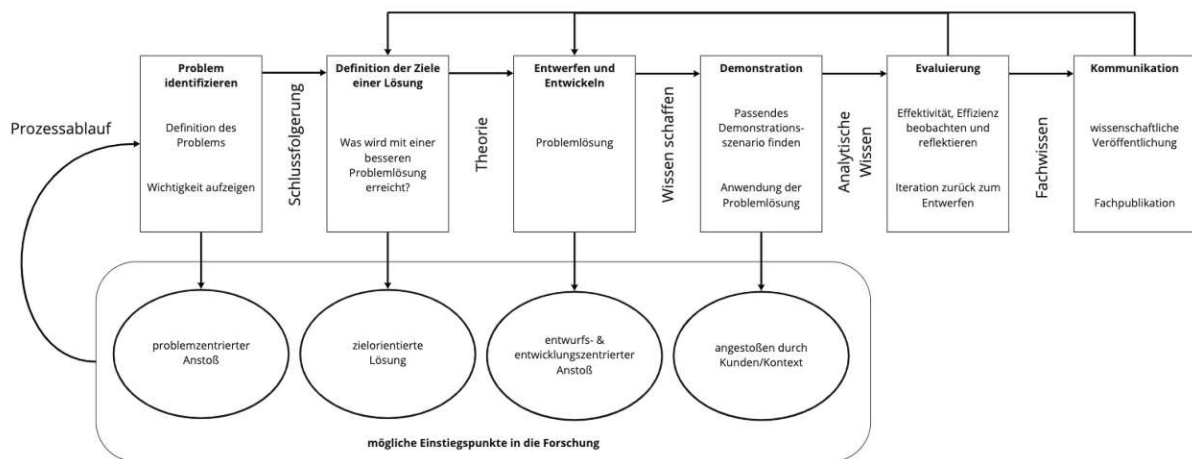 Prozessablauf
Problem
identifizieren
Definition des
Problems
Wichtigkeit aufzeigen
Schlussfolgerung
Definition der Ziele
einer Lösung
Was wird mit einer
besseren
Problemlösung
erreicht?
Theorie
Entwerfen und
Entwickeln
Problemlösung
Wissen schaffen
Demonstration
Passendes
Demonstrations-
szenario finden
Anwendung der
Problemlösung
Analytische
Wissen
Evaluierung
Effektivität, Effizienz
beobachten und
reflektieren
Iteration zurück zum
Entwerfen
Fachwissen
Kommunikation
wissenschaftliche
Veröffentlichung
Fachpublikation
problemzentrierter
Anstoß
zielorientierte
Lösung
entwurfs- &
entwicklungszentrierter
Anstoß
angestoßen durch
Kunden/Kontext
mögliche Einstiegspunkte in die Forschung